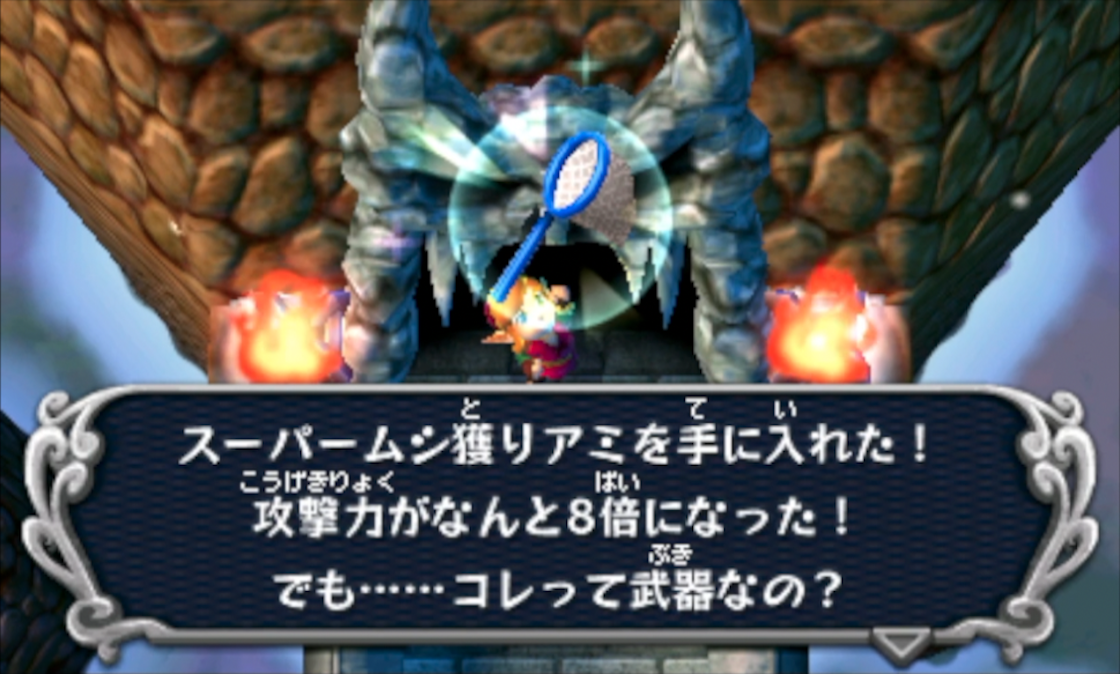 スーパームシ獲りアミを手に入れた！
攻撃力がなんと8倍になった！
でも……コレって武器なの？